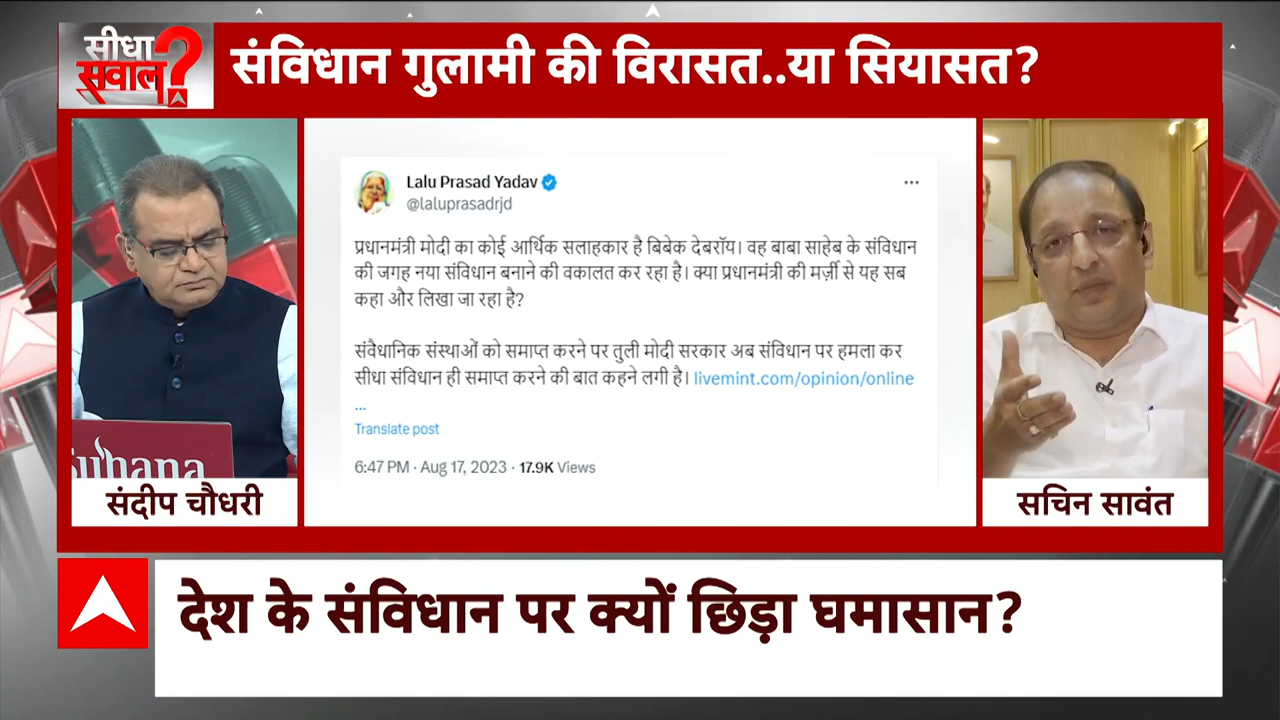 सीधा
सवाल?
संविधान गुलामी की विरासत..या सियासत?
Lalu Prasad Yadav
@laluprasadrjd
प्रधानमंत्री मोदी का कोई आर्थिक सलाहकार है बिबेक देबरॉय। वह बाबा साहेब के संविधान
की जगह नया संविधान बनाने की वकालत कर रहा है। क्या प्रधानमंत्री की मर्ज़ी से यह सब
कहा और लिखा जा रहा है?
संवैधानिक संस्थाओं को समाप्त करने पर तुली मोदी सरकार अब संविधान पर हमला कर
सीधा संविधान ही समाप्त करने की बात कहने लगी है। livemint.com/opinion/online
...
Translate post
6:47 PM · Aug 17, 2023 · 17.9K Views
Suhana
संदीप चौधरी
सचिन सावंत
देश के संविधान पर क्यों छिड़ा घमासान?